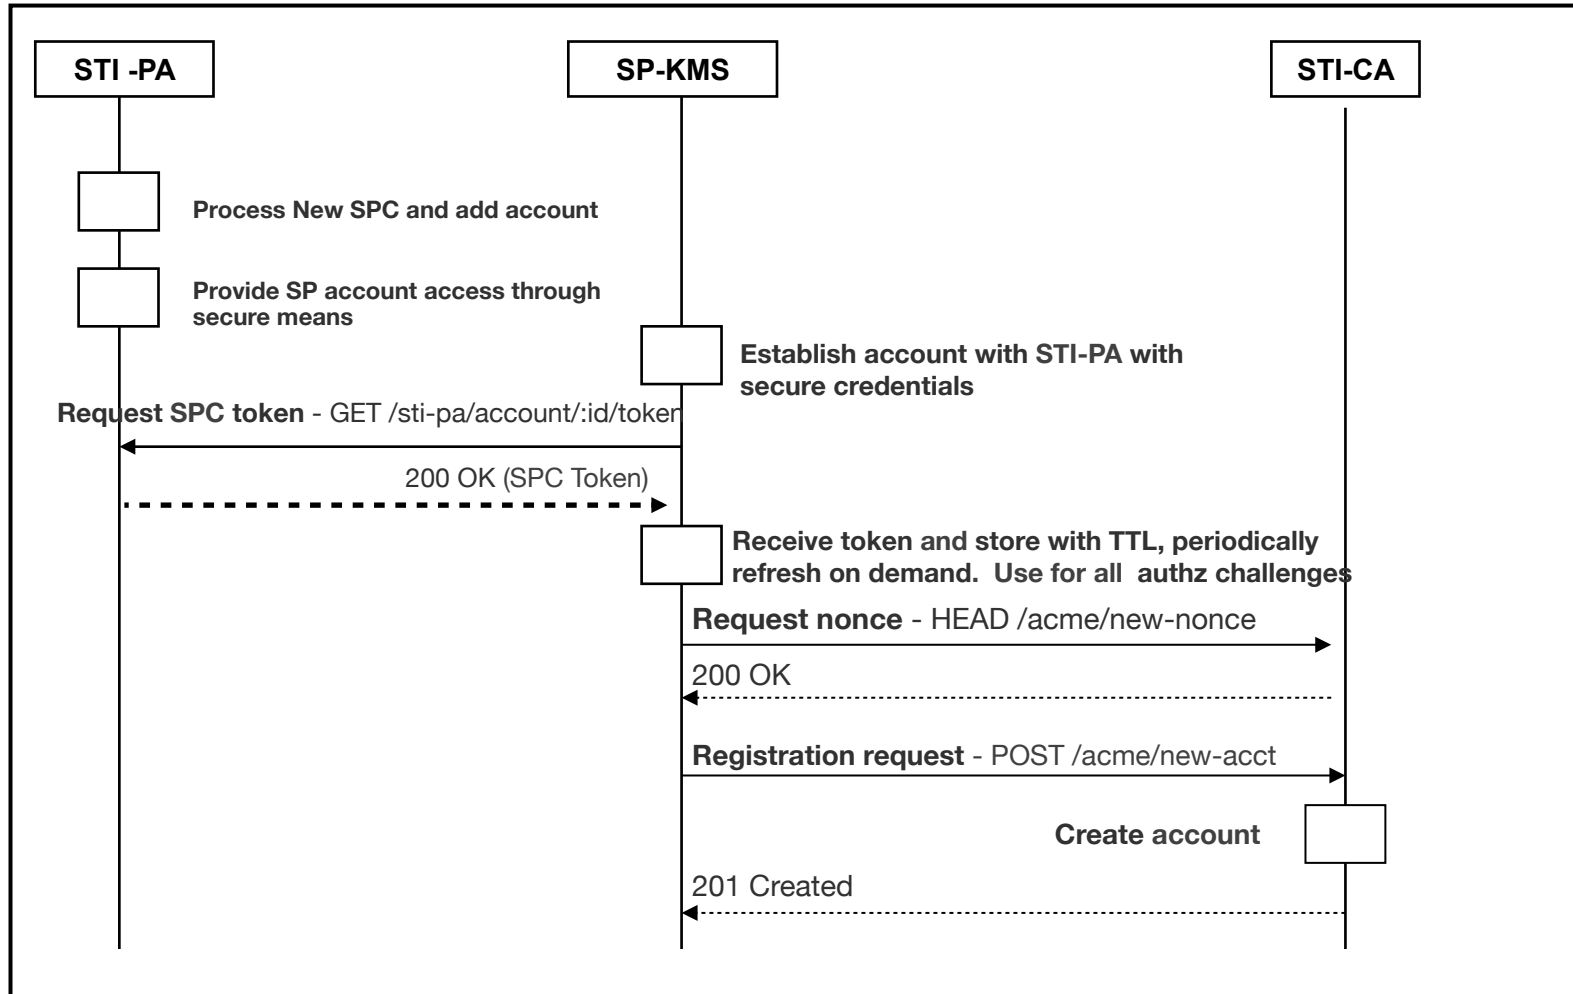 STI -PA
SP-KMS
STI-CA
Process New SPC and add account
Provide SP account access through
secure means
Establish account with STI-PA with
secure credentials
Request SPC token - GET /sti-pa/account/:id/token
200 OK (SPC Token)
Receive token and store with TTL, periodically
refresh on demand.  Use for all  authz challenges
Request nonce - HEAD /acme/new-nonce
200 OK
Registration request - POST /acme/new-acct
Create account
201 Created